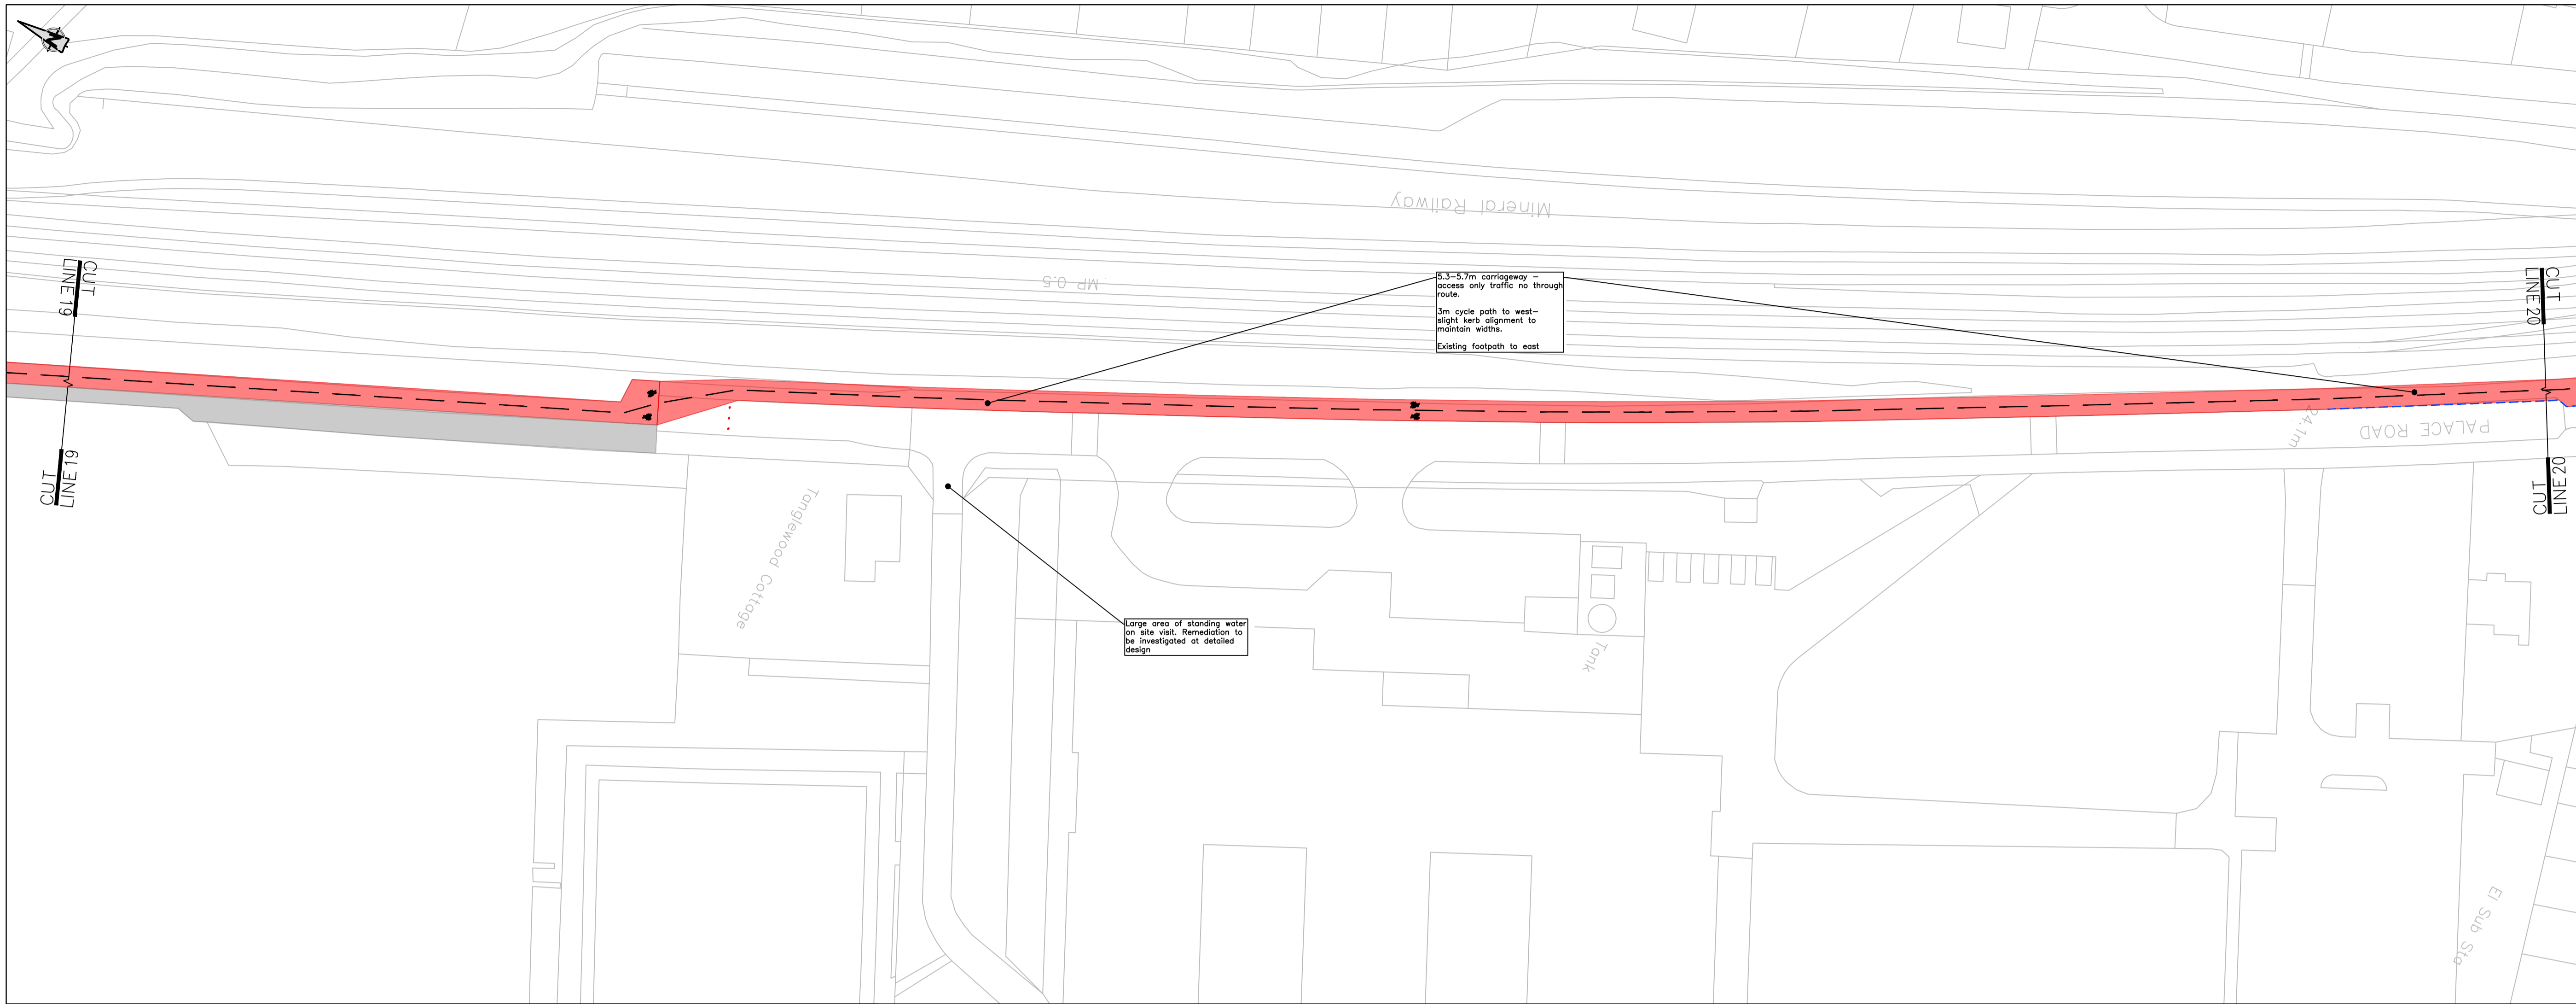 N
Mineral Railway
MP 0.5
CUT
LINE 19
CUT
LINE 20
5.3-5.7m carriageway -
access only traffic no through
route.
3m cycle path to west-
slight kerb alignment to
maintain widths.
Existing footpath to east
24.1m
PALACE ROAD
CUT
LINE 19
CUT
LINE 20
Tanglewood Cottage
Large area of standing water
on site visit. Remediation to
be investigated at detailed
design
Tank
El Sub Sta